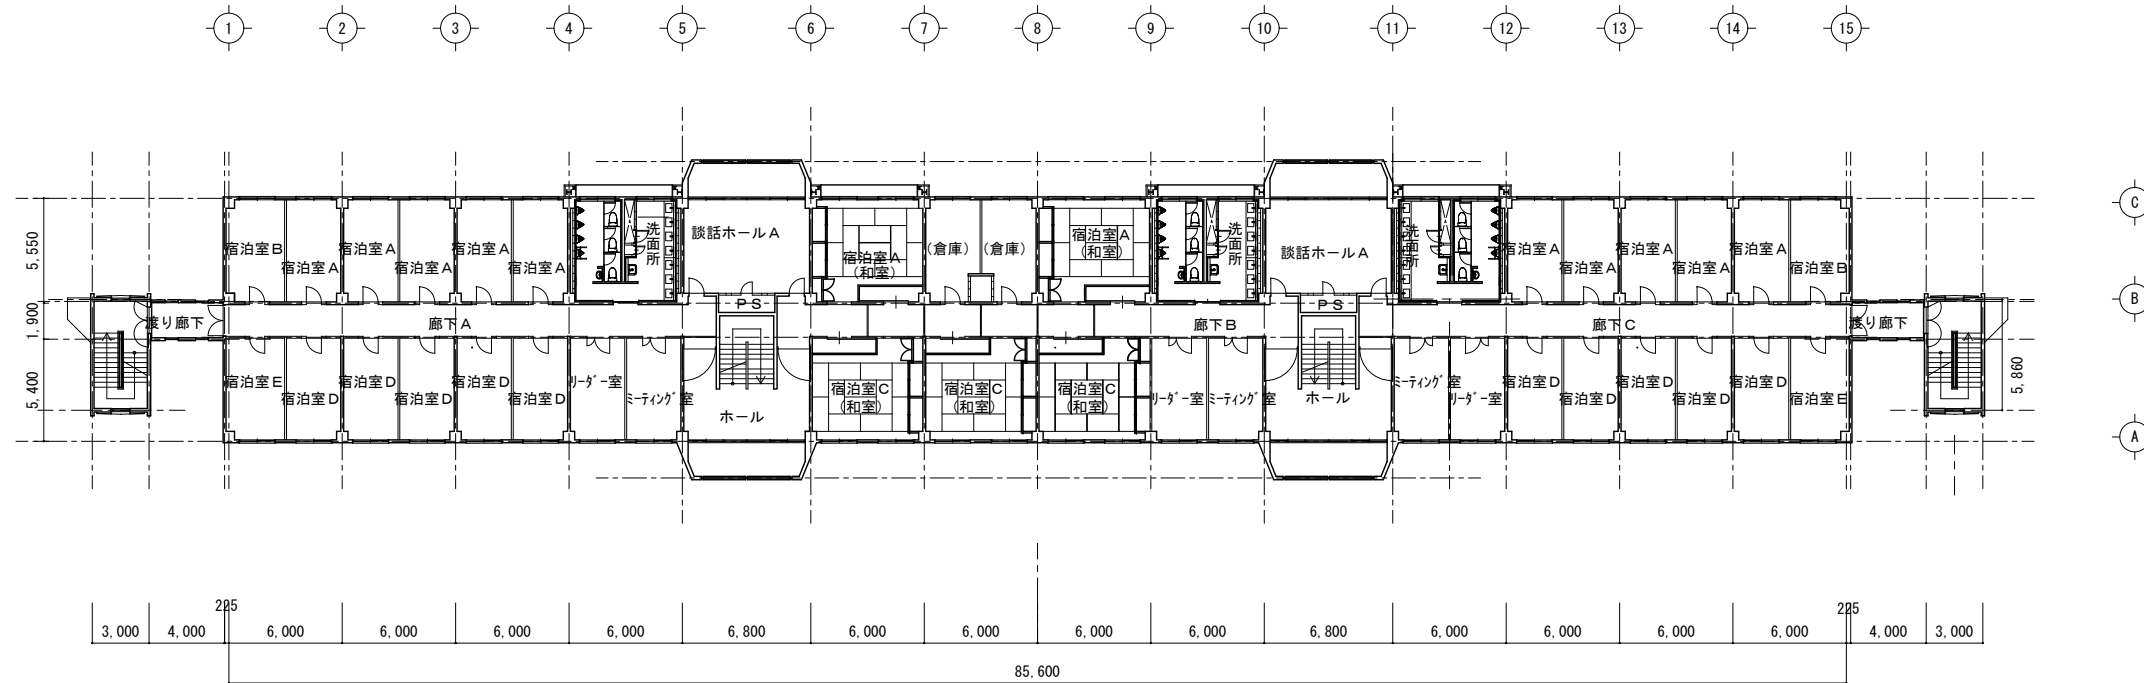 1 2 3 4 5 6 7 8 9 10 11 12 13 14 15
C
B
A
5,550
1,900
5,400
5,860
宿泊室B
宿泊室A
宿泊室A
宿泊室A
宿泊室A
宿泊室A
洗面所
談話ホールA
宿泊室A
(和室)
(倉庫)
(倉庫)
宿泊室A
(和室)
洗面所
談話ホールA
洗面所
宿泊室A
宿泊室A
宿泊室A
宿泊室A
宿泊室A
宿泊室B
PS
PS
渡り廊下
廊下A
廊下B
廊下C
渡り廊下
宿泊室E
宿泊室D
宿泊室D
宿泊室D
宿泊室D
宿泊室D
リーダー室
ミーティング室
ホール
宿泊室C
(和室)
宿泊室C
(和室)
宿泊室C
(和室)
リーダー室
ミーティング室
ホール
ミーティング室
リーダー室
宿泊室D
宿泊室D
宿泊室D
宿泊室D
宿泊室D
宿泊室E
225
225
3,000 4,000 6,000 6,000 6,000 6,000 6,800 6,000 6,000 6,000 6,000 6,800 6,000 6,000 6,000 6,000 4,000 3,000
85,600